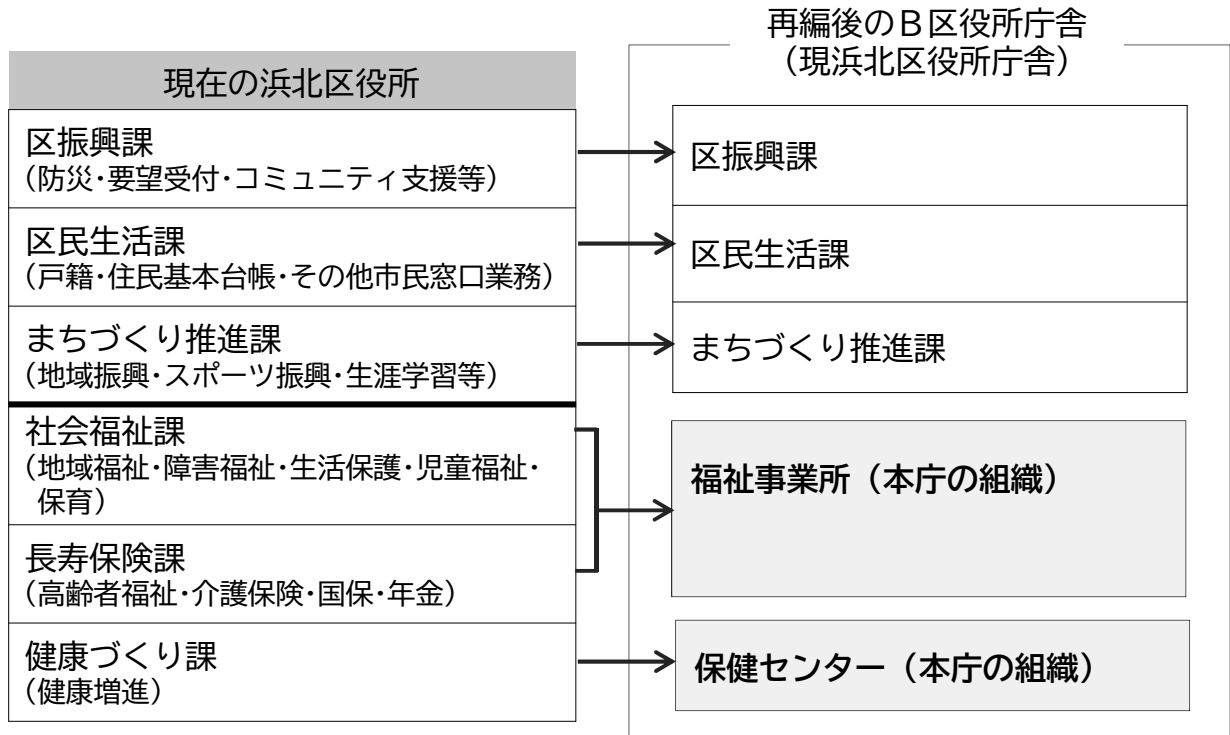 現在の浜北区役所
区振興課
（防災･要望受付･コミュニティ支援等）
区民生活課
（戸籍･住民基本台帳･その他市民窓口業務）
まちづくり推進課
（地域振興･スポーツ振興･生涯学習等）
社会福祉課
（地域福祉･障害福祉･生活保護･児童福祉･
保育）
長寿保険課
（高齢者福祉･介護保険･国保･年金）
健康づくり課
（健康増進）
再編後のＢ区役所庁舎
（現浜北区役所庁舎）
区振興課
区民生活課
まちづくり推進課
福祉事業所（本庁の組織）
保健センター（本庁の組織）